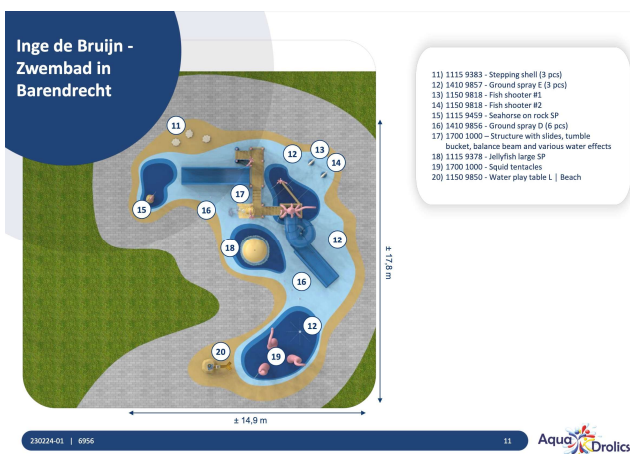 Inge de Bruijn -
Zwembad in
Barendrecht
11) 1115 9383 - Stepping shell (3 pcs)
12) 1410 9857 - Ground spray E (3 pcs)
13) 1150 9818 - Fish shooter #1
14) 1150 9818 - Fish shooter #2
15) 1115 9459 - Seahorse on rock SP
16) 1410 9856 - Ground spray D (6 pcs)
17) 1700 1000 – Structure with slides, tumble
bucket, balance beam and various water effects
18) 1115 9378 - Jellyfish large SP
19) 1700 1000 - Squid tentacles
20) 1150 9850 - Water play table L | Beach
11
12
13
14
17
15
16
18
12
16
12
20
19
± 17,8 m
± 14,9 m
230224-01 | 6956
11
Aqua Drolics